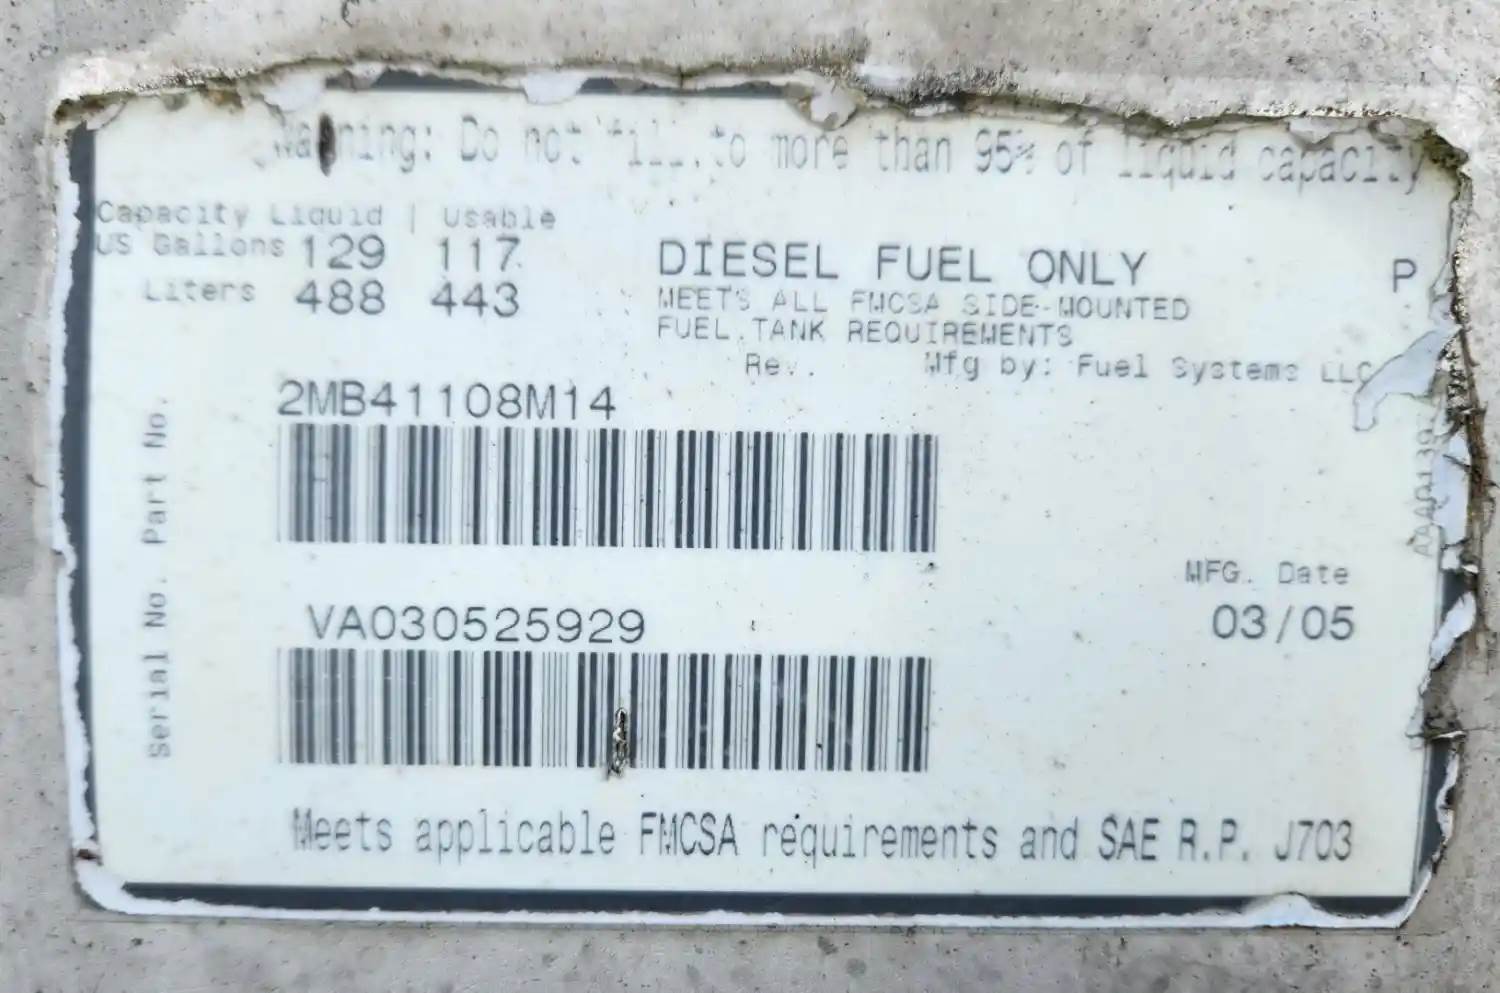 Warning: Do not fill to more than 95% of liquid capacity
Capacity Liquid | Usable
US Gallons 129 117
Liters 488 443
DIESEL FUEL ONLY
P
MEETS ALL FMCSA SIDE-MOUNTED
FUEL TANK REQUIREMENTS
Rev. Mfg by: Fuel Systems LLC
Part No.
2MB41108M14
MFG. Date
03/05
Serial No.
VA030525929
Meets applicable FMCSA requirements and SAE R.P. J703